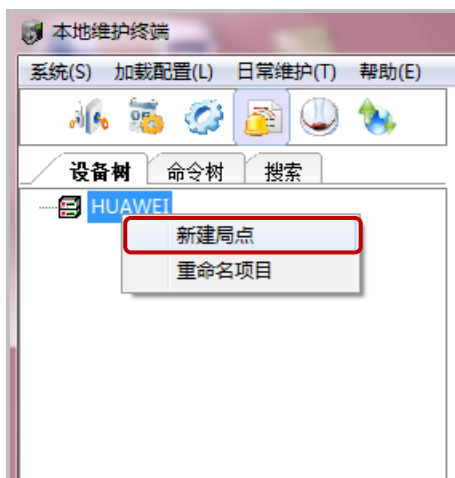 本地维护终端
系统(S) 加载配置(L) 日常维护(T) 帮助(E)
设备树 命令树 搜索
HUAWEI
新建局点
重命名项目